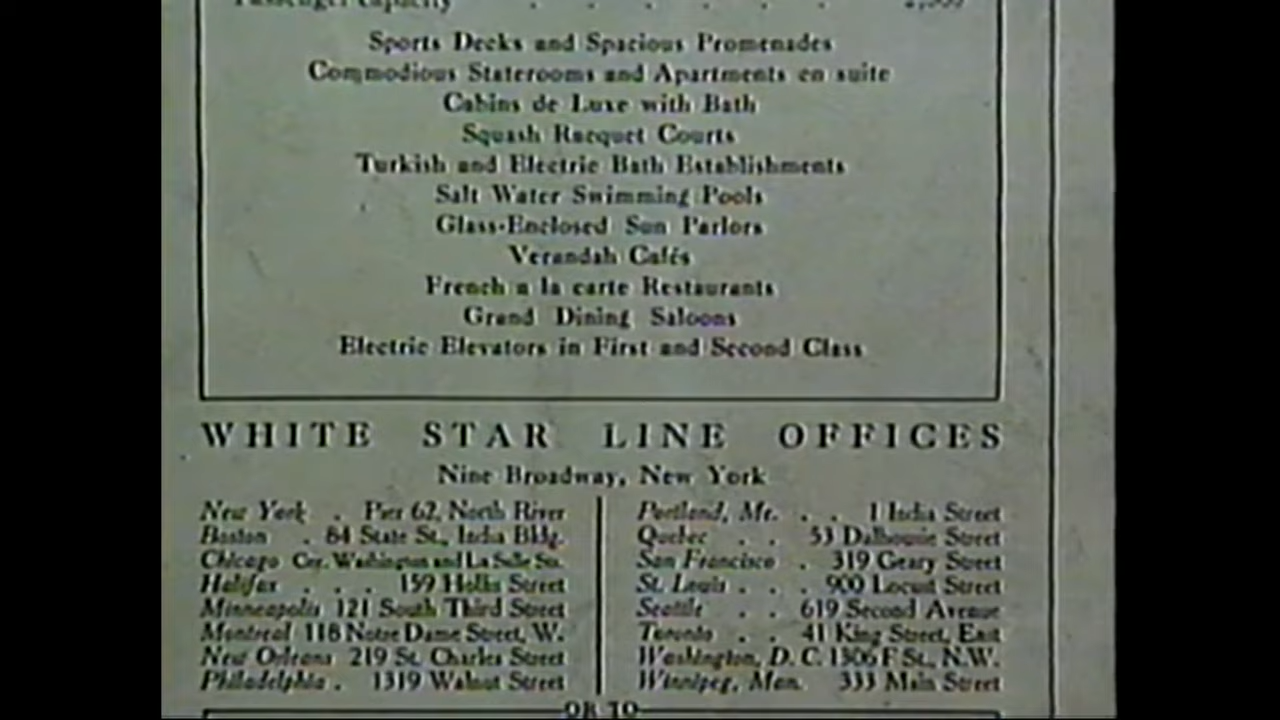 Passenger Capacity . . . . . .
Sports Decks and Spacious Promenades
Commodious Staterooms and Apartments en suite
Cabins de Luxe with Bath
Squash Racquet Courts
Turkish and Electric Bath Establishments
Salt Water Swimming Pools
Glass-Enclosed Sun Parlors
Verandah Cafés
French a la carte Restaurants
Grand Dining Saloons
Electric Elevators in First and Second Class
WHITE STAR LINE OFFICES
Nine Broadway, New York
New York . Pier 62, North River
Boston . 84 State St., India Bldg.
Chicago Cor. Washington and La Salle Sts.
Halifax . . . 159 Hollis Street
Minneapolis 121 South Third Street
Montreal 118 Notre Dame Street, W.
New Orleans 219 St. Charles Street
Philadelphia . 1319 Walnut Street
Portland, Me. . . 1 India Street
Quebec . . 53 Dalhousie Street
San Francisco . 319 Geary Street
St. Louis . . . 900 Locust Street
Seattle . . 619 Second Avenue
Toronto . . 41 King Street, East
Washington, D. C. 1306 F St., N.W.
Winnipeg, Man. 333 Main Street
OR TO